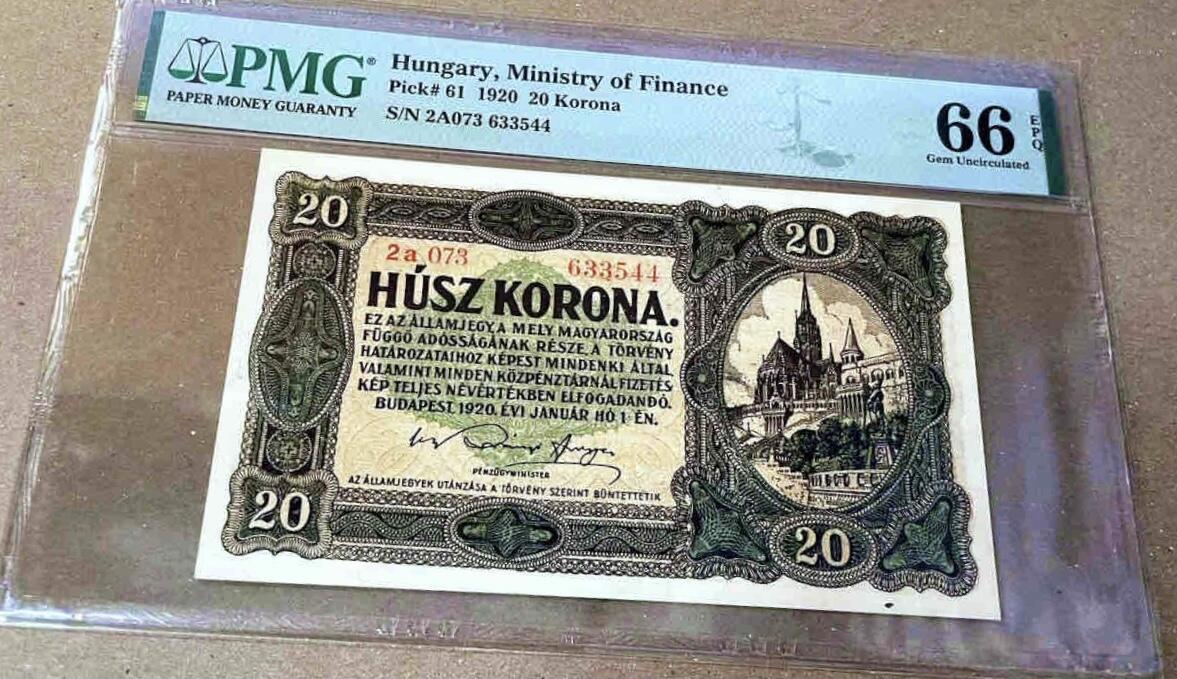 PMG®
PAPER MONEY GUARANTY
Hungary, Ministry of Finance
Pick# 61 1920 20 Korona
S/N 2A073 633544
66
EPQ
Gem Uncirculated
20
20
2a 073
633544
HÚSZ KORONA.
EZ AZ ÁLLAMJEGY, A MELY MAGYARORSZÁG
FÜGGŐ ADÓSSÁGÁNAK RÉSZE, A TÖRVÉNY
HATÁROZATAIHOZ KÉPEST MINDENKI ÁLTAL,
VALAMINT MINDEN KÖZPÉNZTÁRNÁL FIZETÉS
KÉP TELJES NÉVÉRTÉKBEN ELFOGADANDÓ.
BUDAPEST, 1920. ÉVI JANUÁR HÓ 1-ÉN.
PÉNZÜGYMINISTER
AZ ÁLLAMJEGYEK UTÁNZÁSA A TÖRVÉNY SZERINT BÜNTETTETIK
20
20